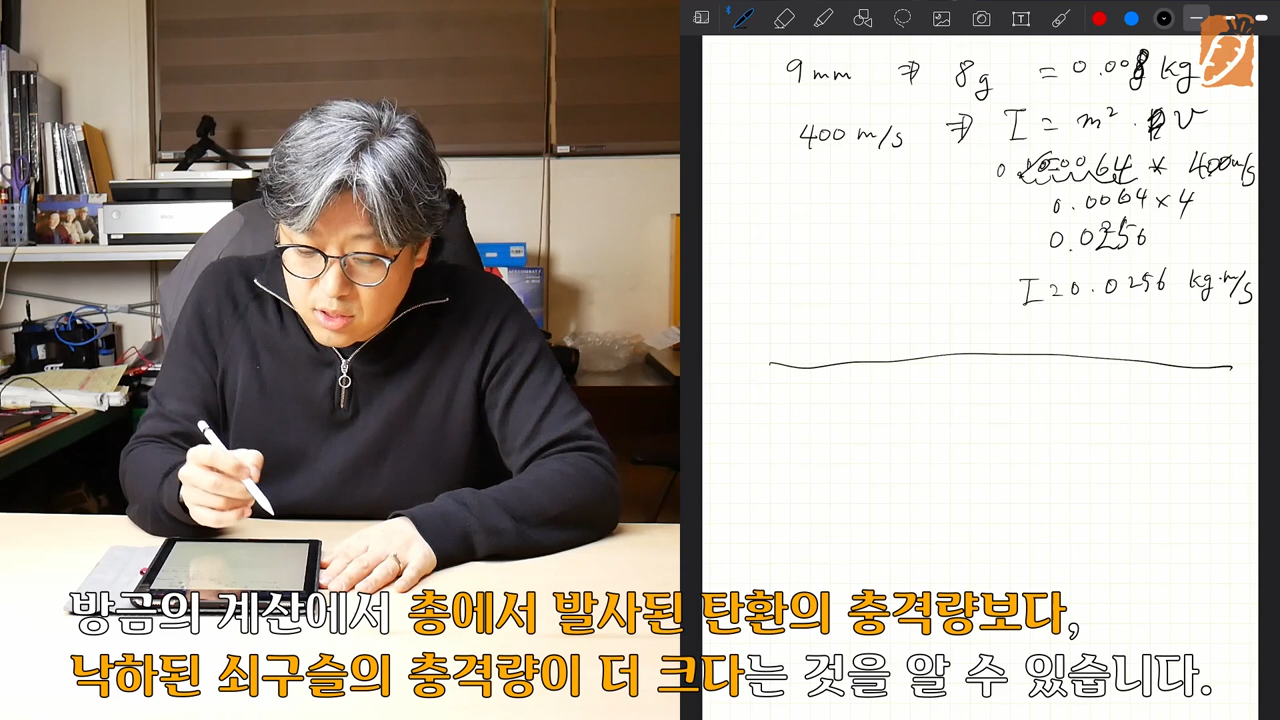 9 mm ⇒ 8g = 0.008 kg
400 m/s ⇒ I = m² · v
0.000064 * 400m/s
0.0064 × 4
0.0256
I = 0.0256 kg·m/s
방금의 계산에서 총에서 발사된 탄환의 충격량보다,
낙하된 쇠구슬의 충격량이 더 크다는 것을 알 수 있습니다.